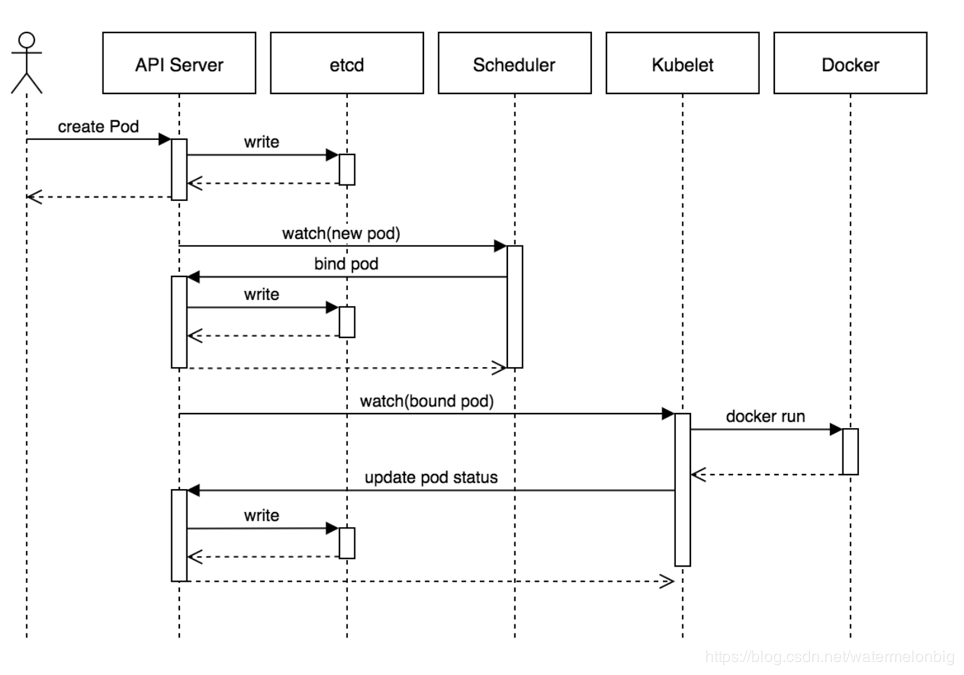 API Server
etcd
Scheduler
Kubelet
Docker
create Pod
write
watch(new pod)
bind pod
write
watch(bound pod)
docker run
update pod status
write
https://blog.csdn.net/watermelonbig